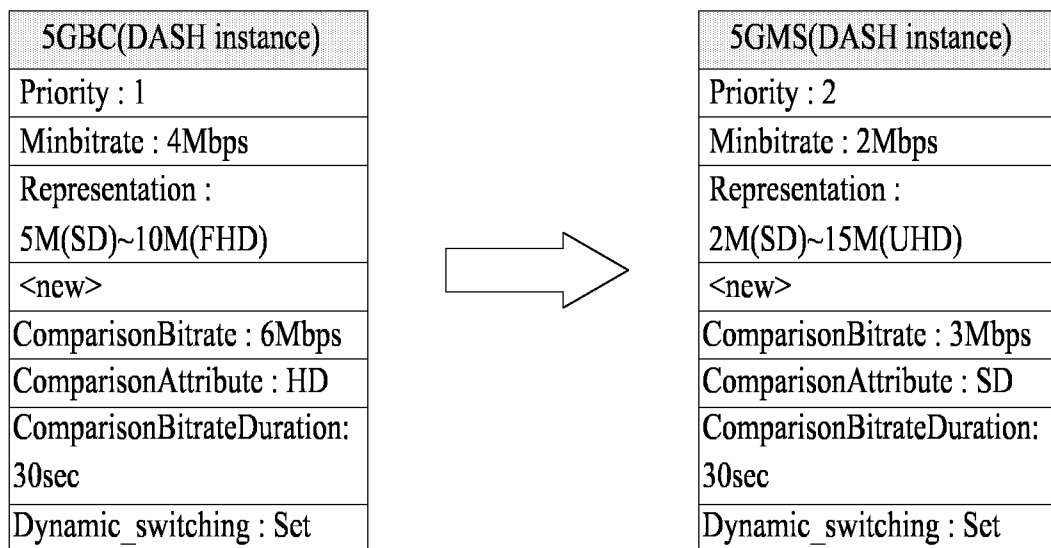 5GBC(DASH instance)
Priority : 1
Minbitrate : 4Mbps
Representation :
5M(SD)~10M(FHD)
<new>
ComparisonBitrate : 6Mbps
ComparisonAttribute : HD
ComparisonBitrateDuration:
30sec
Dynamic_switching : Set
5GMS(DASH instance)
Priority : 2
Minbitrate : 2Mbps
Representation :
2M(SD)~15M(UHD)
<new>
ComparisonBitrate : 3Mbps
ComparisonAttribute : SD
ComparisonBitrateDuration:
30sec
Dynamic_switching : Set